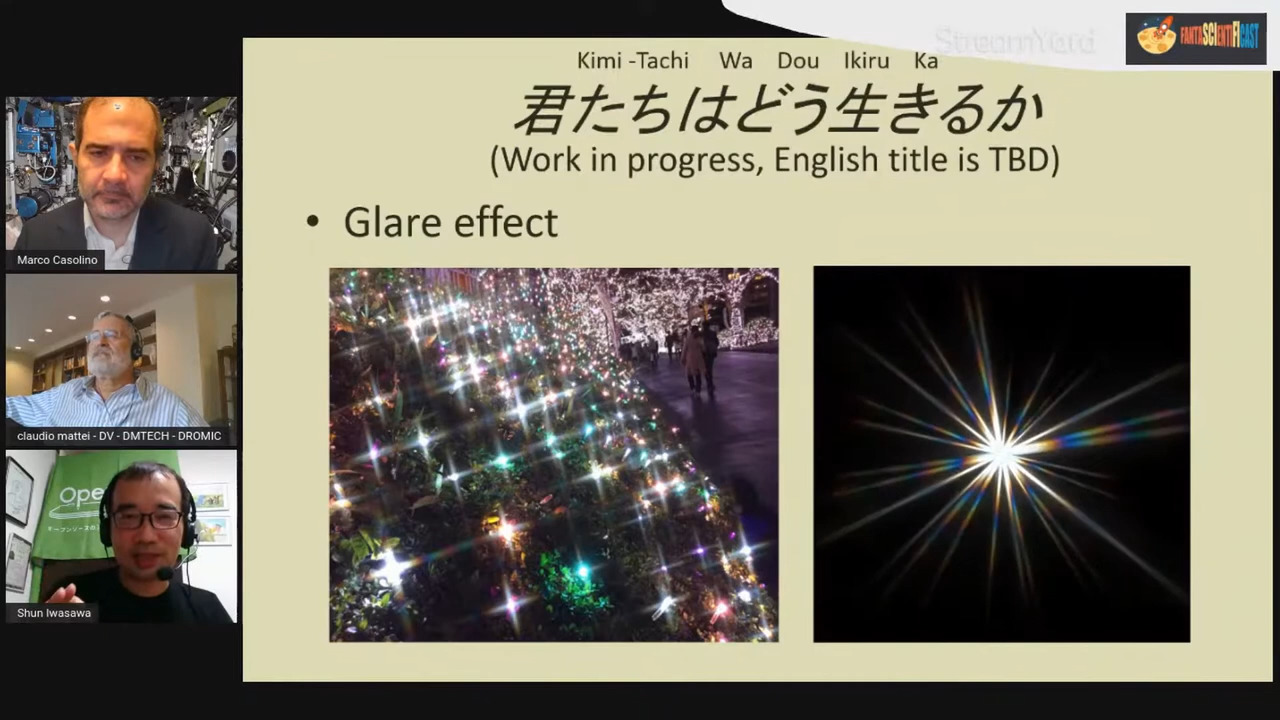 StreamYard
FANTASCIENTIFICAST
Kimi -Tachi Wa Dou Ikiru Ka
君たちはどう生きるか
(Work in progress, English title is TBD)
• Glare effect
Marco Casolino
claudio mattei - DV - DMTECH - DROMIC
Ope
Shun Iwasawa